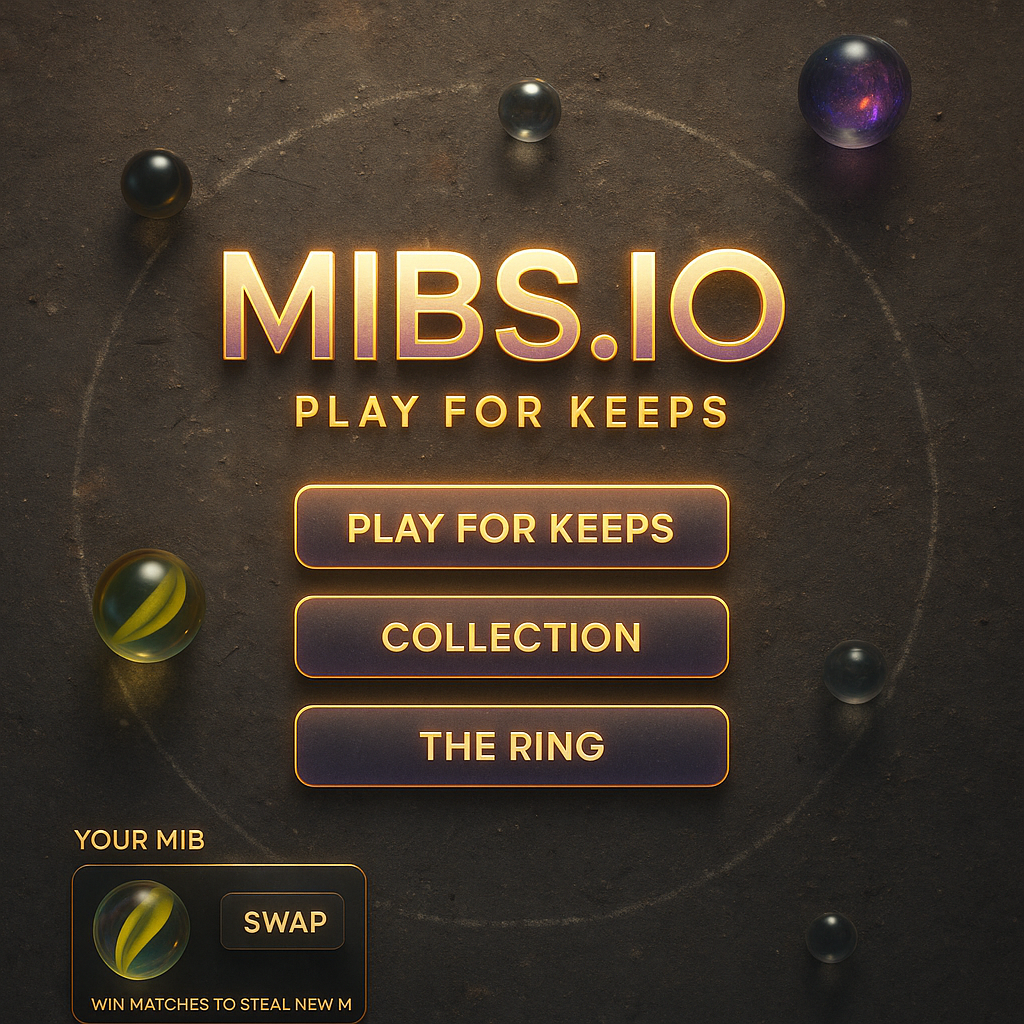 MIBS.IO
PLAY FOR KEEPS
PLAY FOR KEEPS
COLLECTION
THE RING
YOUR MIB
SWAP
WIN MATCHES TO STEAL NEW M